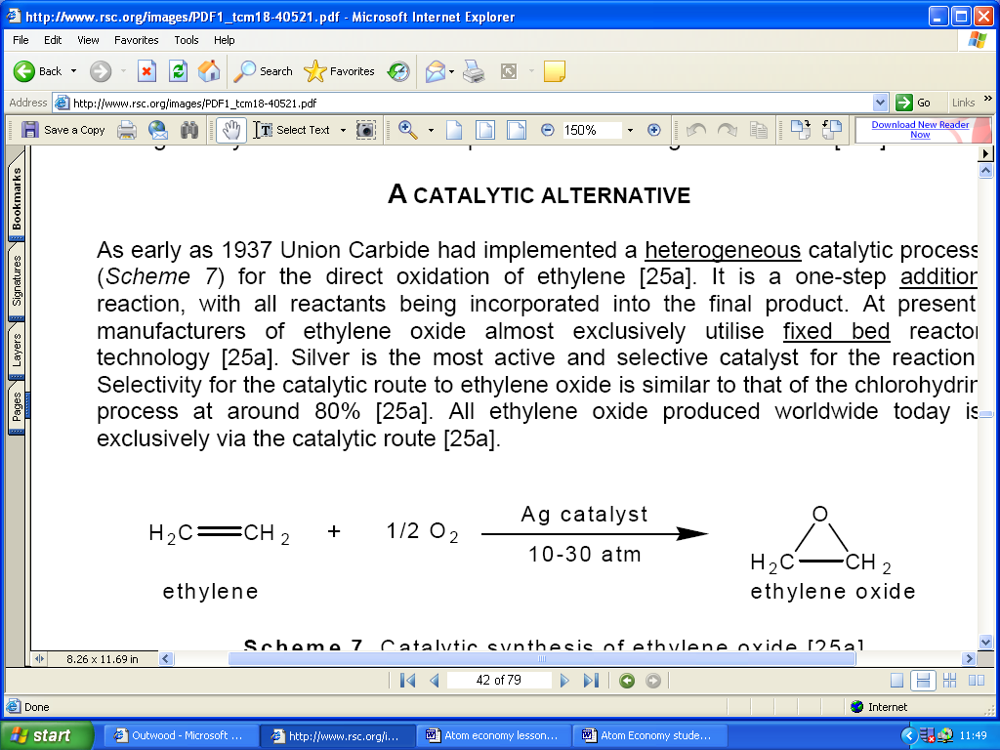 http://www.rsc.org/images/PDF1_tcm18-40521.pdf - Microsoft Internet Explorer
File Edit View Favorites Tools Help
Back Search Favorites
Address http://www.rsc.org/images/PDF1_tcm18-40521.pdf Go Links »
Save a Copy Select Text 150% Download New Reader Now
Bookmarks
Signatures
Layers
Pages
A CATALYTIC ALTERNATIVE
As early as 1937 Union Carbide had implemented a heterogeneous catalytic process
(Scheme 7) for the direct oxidation of ethylene [25a]. It is a one-step addition
reaction, with all reactants being incorporated into the final product. At present
manufacturers of ethylene oxide almost exclusively utilise fixed bed reactor
technology [25a]. Silver is the most active and selective catalyst for the reaction.
Selectivity for the catalytic route to ethylene oxide is similar to that of the chlorohydrin
process at around 80% [25a]. All ethylene oxide produced worldwide today is
exclusively via the catalytic route [25a].
H2C CH2 + 1/2 O2 Ag catalyst O
10-30 atm H2C CH2
ethylene ethylene oxide
Scheme 7 Catalytic synthesis of ethylene oxide [25a]
8.26 x 11.69 in
42 of 79
Done Internet
start Outwood - Microsoft ... http://www.rsc.org/i... Atom economy lesson... Atom Economy stude... 11:49